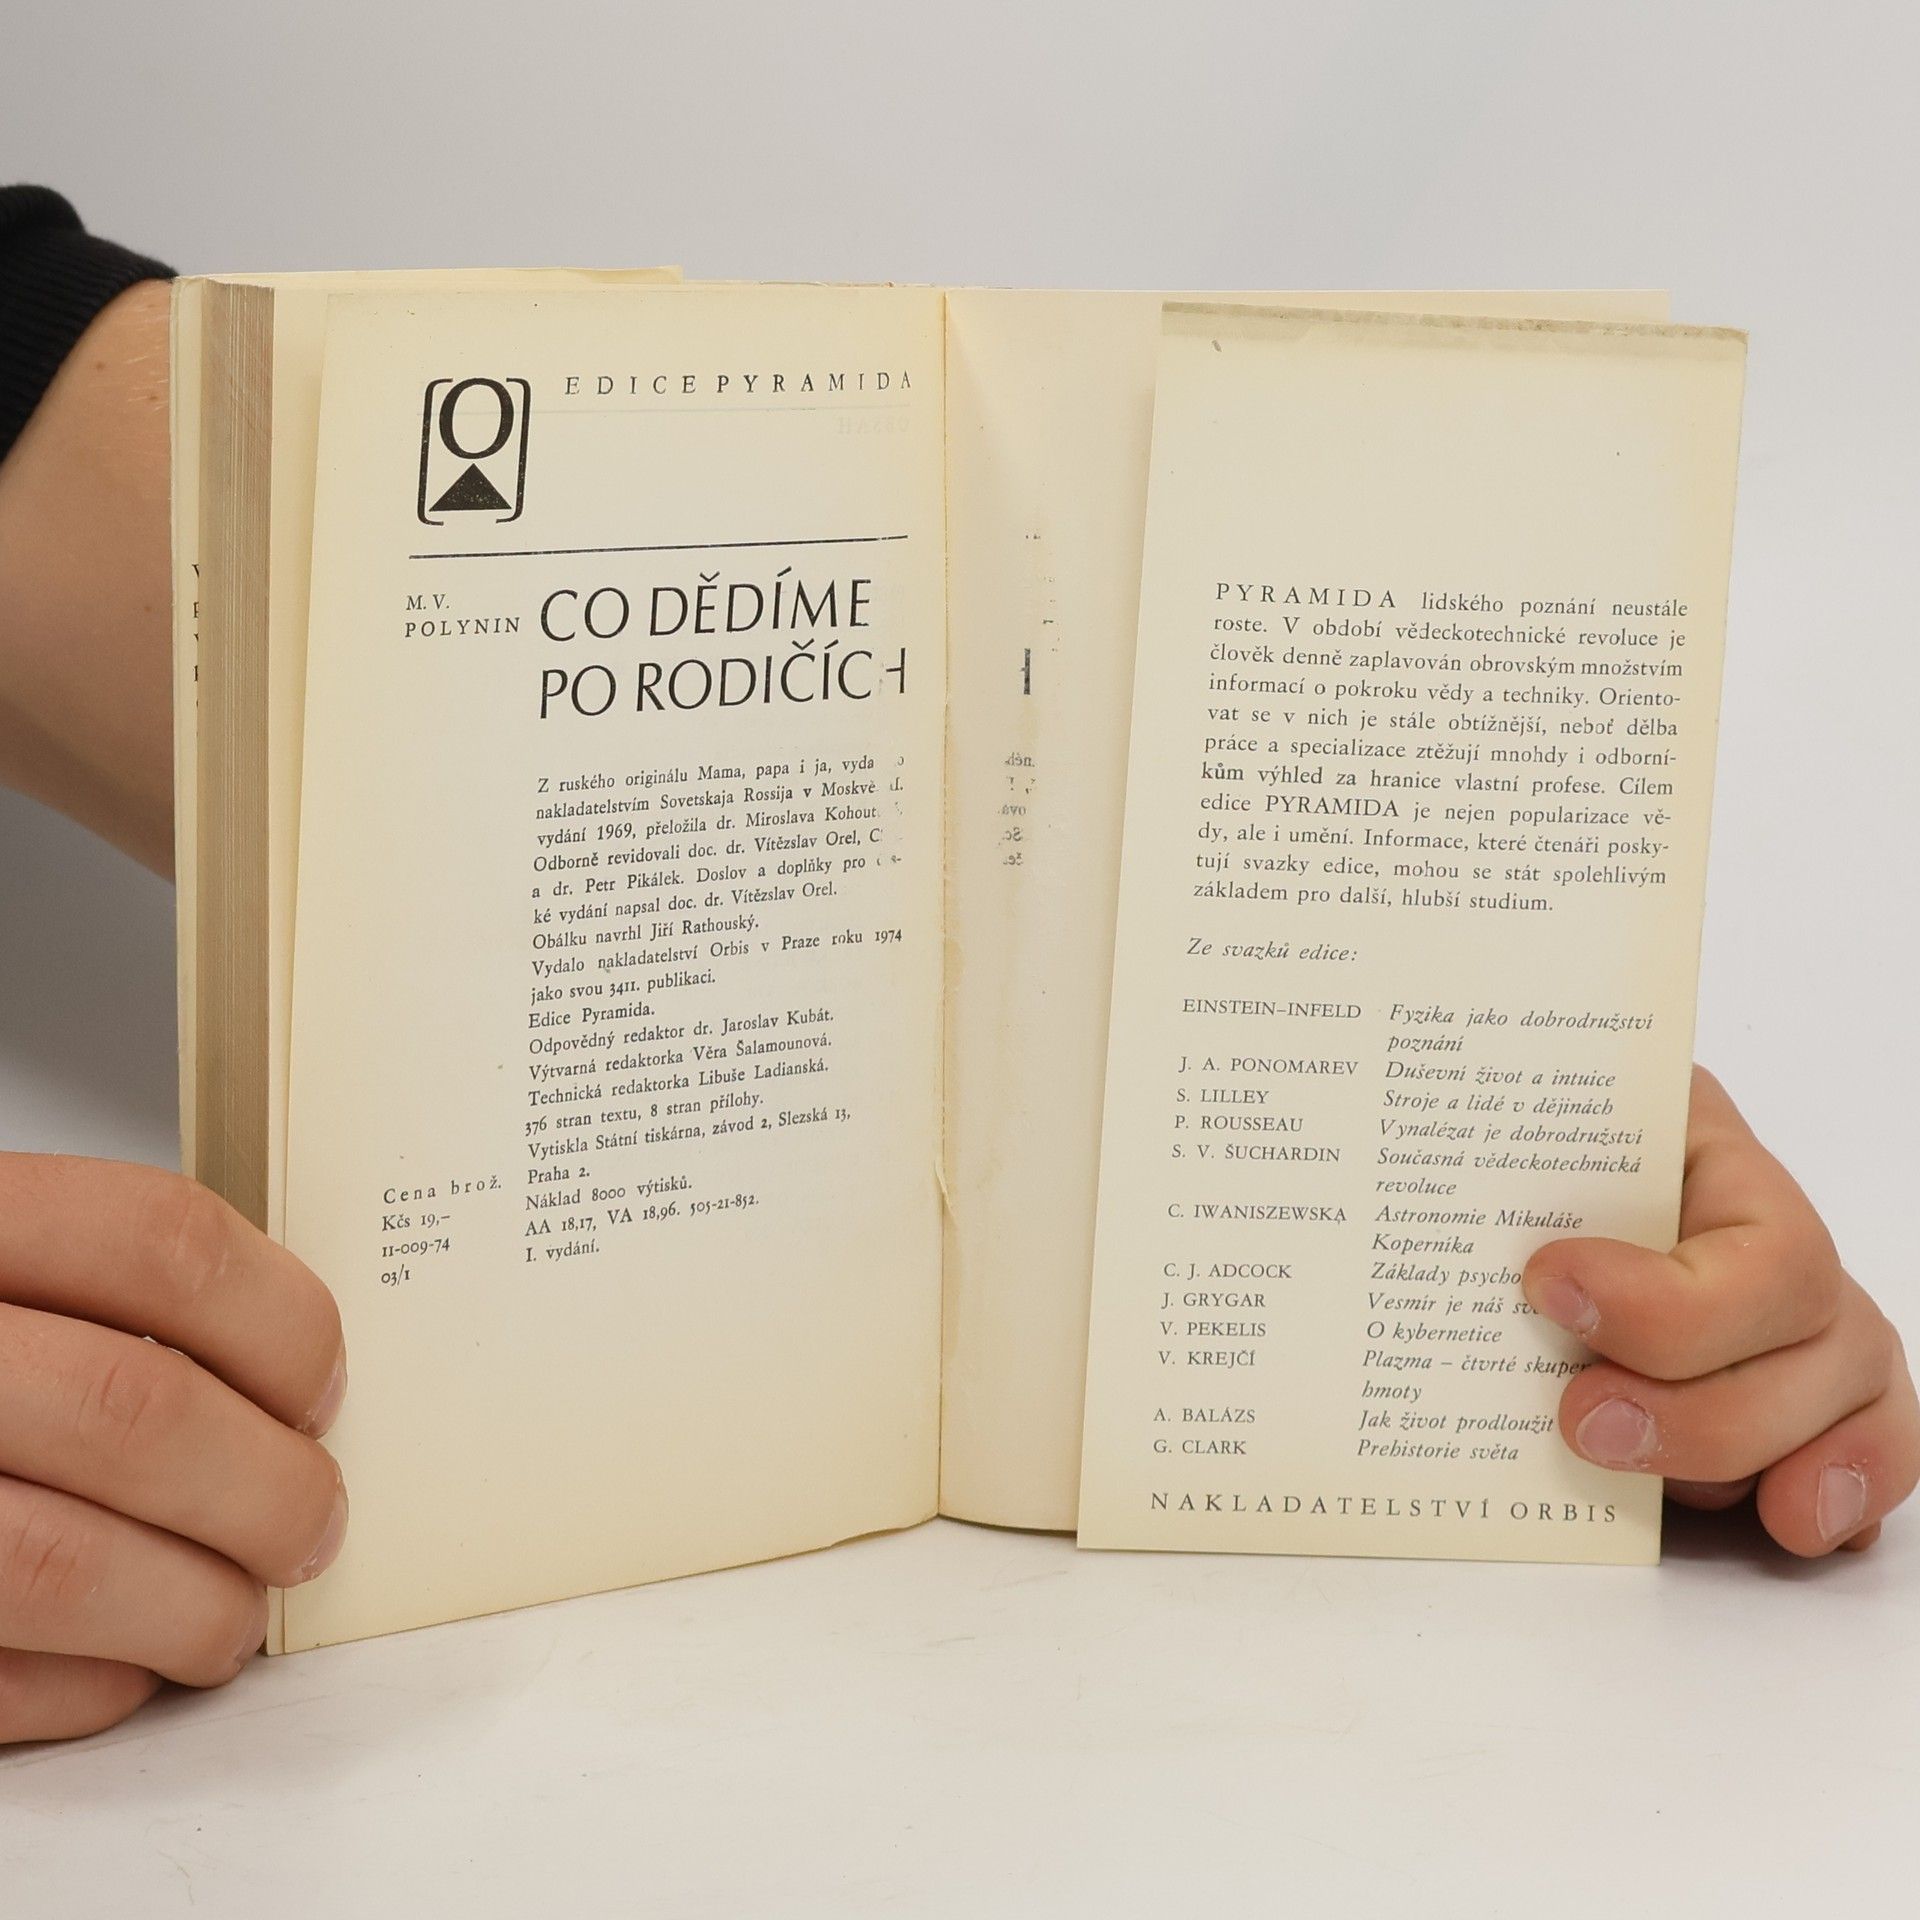 EDICE PYRAMIDA
O
M. V.
POLYNIN
CO DĚDÍME
PO RODIČÍCH
Z ruského originálu Mama, papa i ja, vyda
nakladatelstvím Sovetskaja Rossija v Moskvě
vydání 1969, přeložila dr. Miroslava Kohout
Odborně revidovali doc. dr. Vítězslav Orel,
a dr. Petr Pikálek. Doslov a doplňky pro
ké vydání napsal doc. dr. Vítězslav Orel.
Obálku navrhl Jiří Rathouský.
Vydalo nakladatelství Orbis v Praze roku 1974
jako svou 3411. publikaci.
Edice Pyramida.
Odpovědný redaktor dr. Jaroslav Kubát.
Výtvarná redaktorka Věra Šalamounová.
Technická redaktorka Libuše Ladianská.
376 stran textu, 8 stran přílohy.
Vytiskla Státní tiskárna, závod 2, Slezská 13,
Praha 2.
Náklad 8000 výtisků.
AA 18,17, VA 18,96. 505-21-852.
I. vydání.
Cena brož.
Kčs 19,–
11-009-74
03/1
PYRAMIDA lidského poznání neustále
roste. V období vědeckotechnické revoluce je
člověk denně zaplavován obrovským množstvím
informací o pokroku vědy a techniky. Oriento-
vat se v nich je stále obtížnější, neboť dělba
práce a specializace ztěžují mnohdy i odborní-
kům výhled za hranice vlastní profese. Cílem
edice PYRAMIDA je nejen popularizace vě-
dy, ale i umění. Informace, které čtenáři posky-
tují svazky edice, mohou se stát spolehlivým
základem pro další, hlubší studium.
Ze svazků edice:
EINSTEIN–INFELD Fyzika jako dobrodružství
poznání
J. A. PONOMAREV Duševní život a intuice
S. LILLEY Stroje a lidé v dějinách
P. ROUSSEAU Vynalézat je dobrodružství
S. V. ŠUCHARDIN Současná vědeckotechnická
revoluce
C. IWANISZEWSKA Astronomie Mikuláše
Koperníka
C. J. ADCOCK Základy psycho
J. GRYGAR Vesmír je náš
V. PEKELIS O kybernetice
V. KREJČÍ Plazma – čtvrté skupen
hmoty
A. BALÁZS Jak život prodloužit
G. CLARK Prehistorie světa
NAKLADATELSTVÍ ORBIS